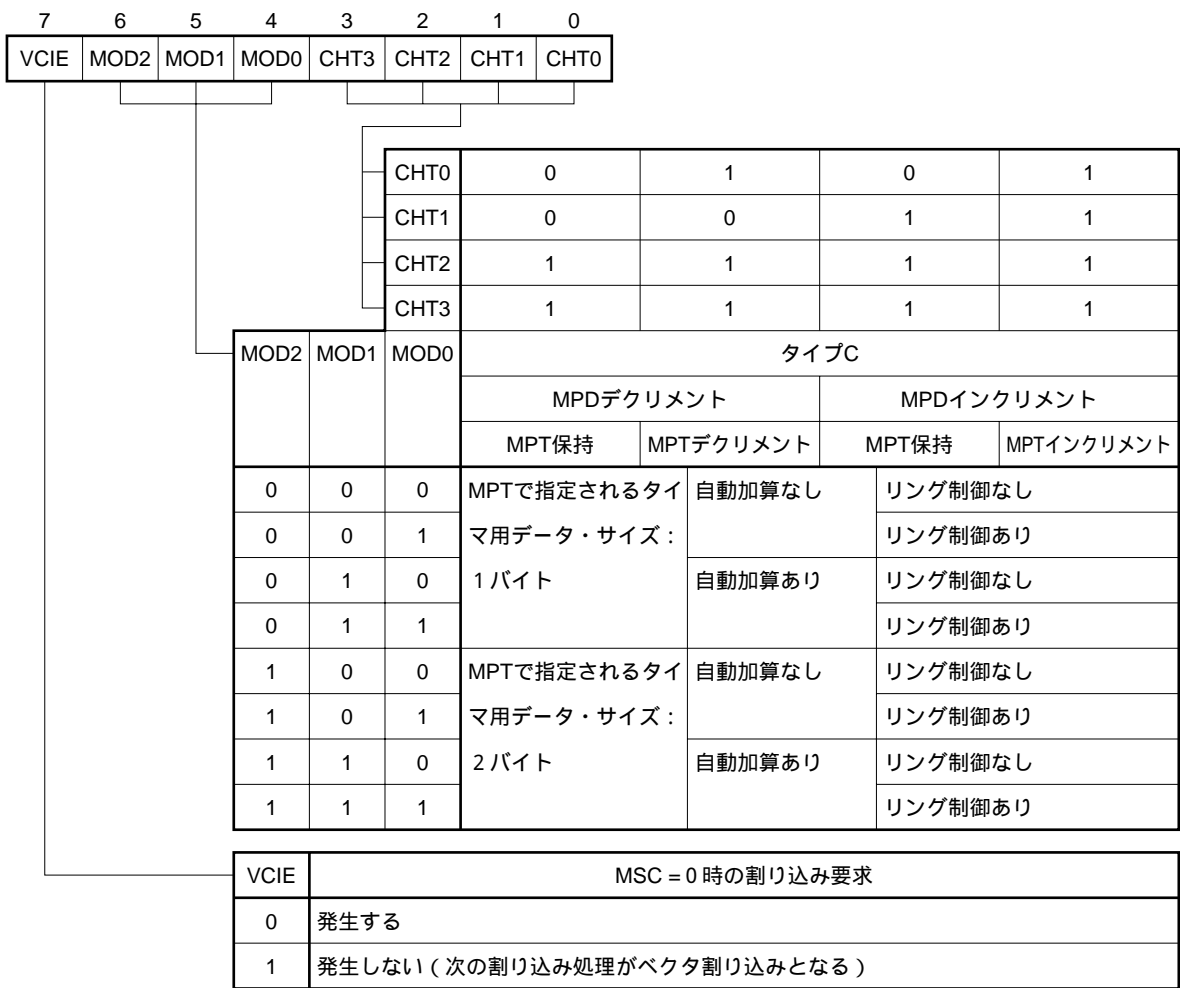 7 6 5 4 3 2 1 0
VCIE MOD2 MOD1 MOD0 CHT3 CHT2 CHT1 CHT0
CHT0 0 1 0 1
CHT1 0 0 1 1
CHT2 1 1 1 1
CHT3 1 1 1 1
MOD2 MOD1 MOD0 タイプC
MPDデクリメント MPDインクリメント
MPT保持 MPTデクリメント MPT保持 MPTインクリメント
0 0 0 MPTで指定されるタイ 自動加算なし リング制御なし
0 0 1 マ用データ・サイズ: リング制御あり
0 1 0 1バイト 自動加算あり リング制御なし
0 1 1 リング制御あり
1 0 0 MPTで指定されるタイ 自動加算なし リング制御なし
1 0 1 マ用データ・サイズ: リング制御あり
1 1 0 2バイト 自動加算あり リング制御なし
1 1 1 リング制御あり
VCIE MSC=0時の割り込み要求
0 発生する
1 発生しない(次の割り込み処理がベクタ割り込みとなる)